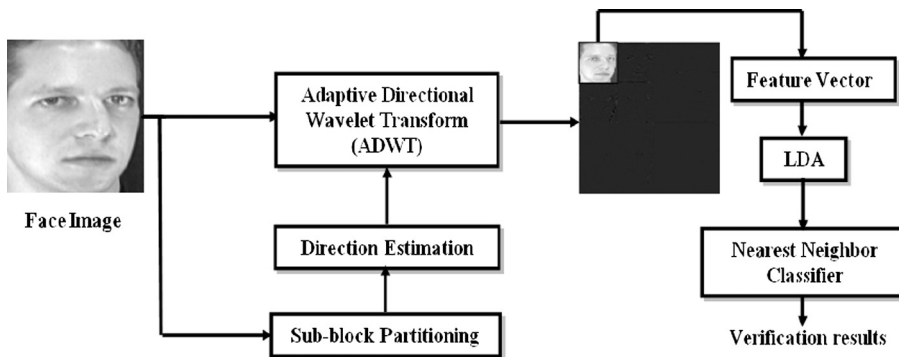 Face Image
Adaptive Directional
Wavelet Transform
(ADWT)
Direction Estimation
Sub-block Partitioning
Feature Vector
LDA
Nearest Neighbor
Classifier
Verification results